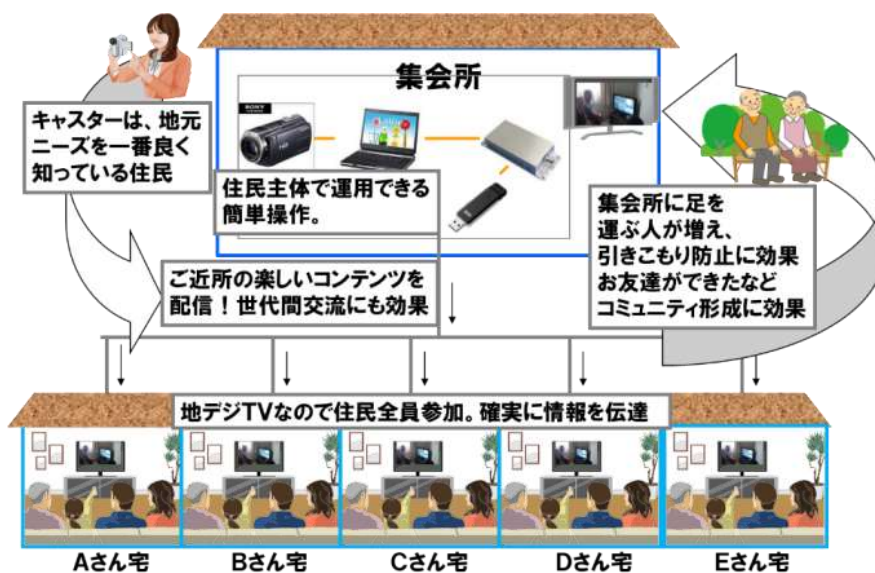 集会所
SONY
キャスターは、地元
ニーズを一番良く
知っている住民
住民主体で運用できる
簡単操作。
集会所に足を
運ぶ人が増え、
引きこもり防止に効果
お友達ができたなど
コミュニティ形成に効果
ご近所の楽しいコンテンツを
配信！世代間交流にも効果
地デジTVなので住民全員参加。確実に情報を伝達
Aさん宅
Bさん宅
Cさん宅
Dさん宅
Eさん宅